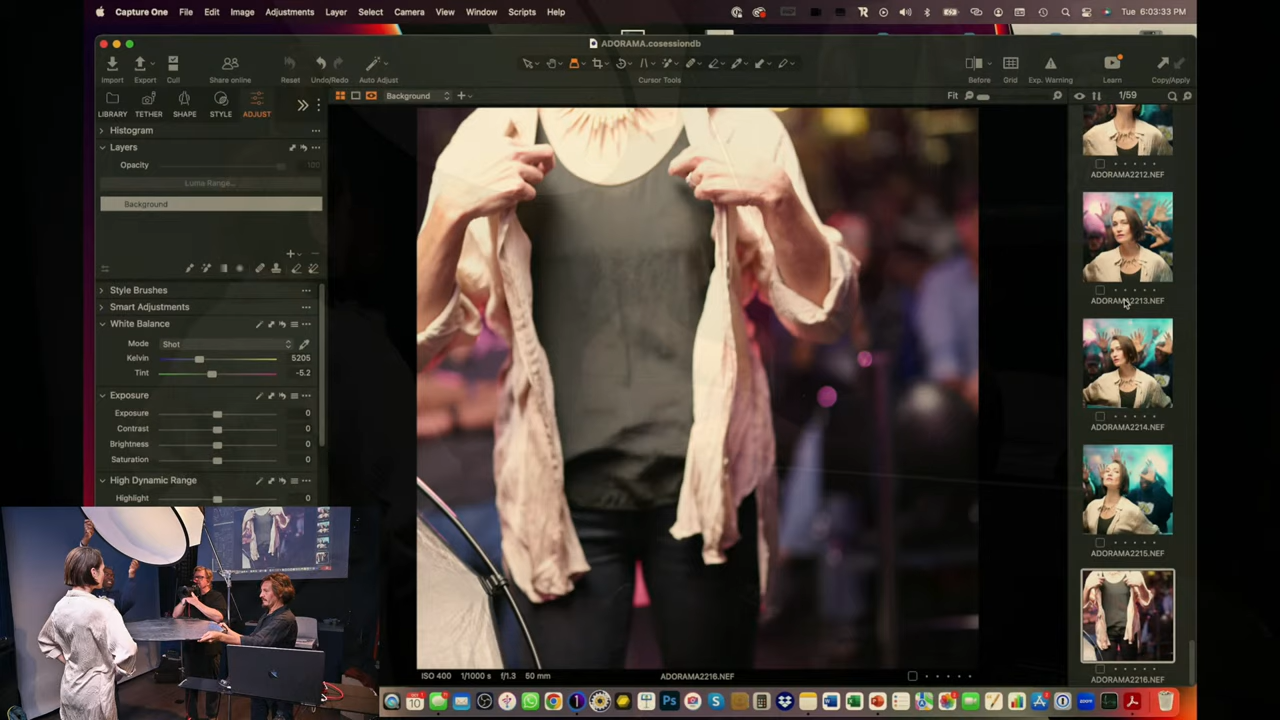 Capture One File Edit Image Adjustments Layer Select Camera View Window Scripts Help Tue 6:03:33 PM
ADORAMA.cosessiondb
Import Export Cull Share online Reset Undo/Redo Auto Adjust Cursor Tools Before Grid Exp. Warning Learn Copy/Apply
LIBRARY TETHER SHAPE STYLE ADJUST
Background
Fit
1/59
Histogram
Layers
Opacity 100
Luma Range...
Background
Style Brushes
Smart Adjustments
White Balance
Mode Shot
Kelvin 5205
Tint -5.2
Exposure
Exposure 0
Contrast 0
Brightness 0
Saturation 0
High Dynamic Range
Highlight 0
ADORAMA2212.NEF
ADORAMA2213.NEF
ADORAMA2214.NEF
ADORAMA2215.NEF
ADORAMA2216.NEF
ISO 400 1/1000 s f/1.3 50 mm
ADORAMA2216.NEF